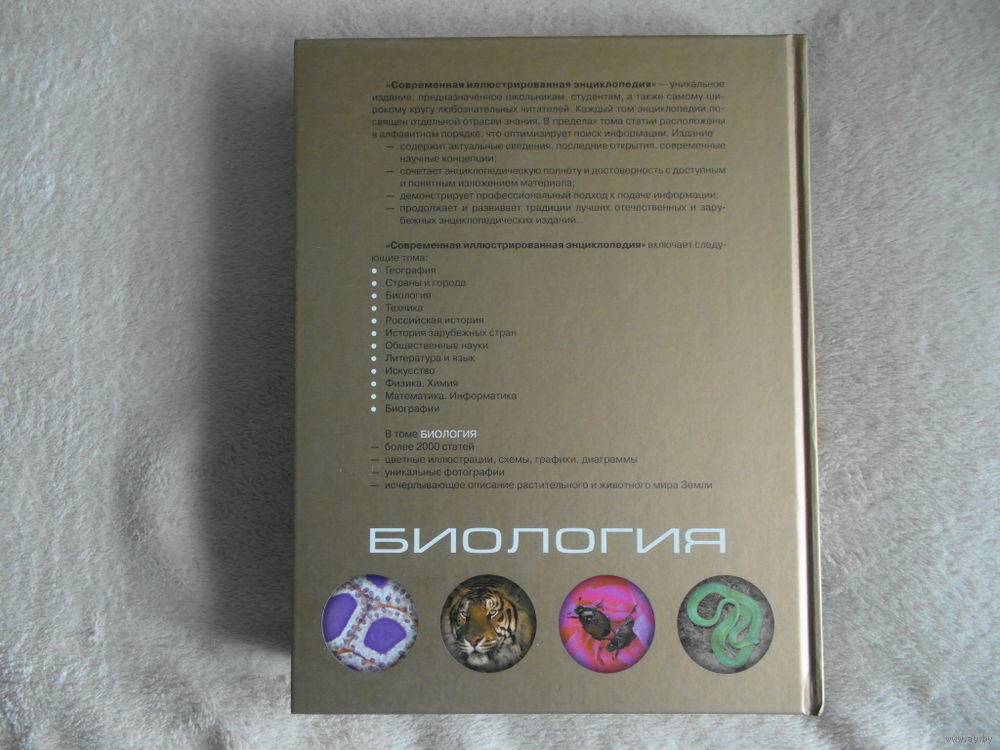 «Современная иллюстрированная энциклопедия» — уникальное
издание, предназначенное школьникам, студентам, а также самому ши-
рокому кругу любознательных читателей. Каждый том энциклопедии по-
священ отдельной отрасли знания. В пределах тома статьи расположены
в алфавитном порядке, что оптимизирует поиск информации. Издание
— содержит актуальные сведения, последние открытия, современные
научные концепции;
— сочетает энциклопедическую полноту и достоверность с доступным
и понятным изложением материала;
— демонстрирует профессиональный подход к подаче информации;
— продолжает и развивает традиции лучших отечественных и зару-
бежных энциклопедических изданий.
«Современная иллюстрированная энциклопедия» включает следу-
ющие тома:
● География
● Страны и города
● Биология
● Техника
● Российская история
● История зарубежных стран
● Общественные науки
● Литература и язык
● Искусство
● Физика. Химия
● Математика. Информатика
● Биографии
В томе БИОЛОГИЯ
— более 2000 статей
— цветные иллюстрации, схемы, графики, диаграммы
— уникальные фотографии
— исчерпывающее описание растительного и животного мира Земли
БИОЛОГИЯ
www.ay.by